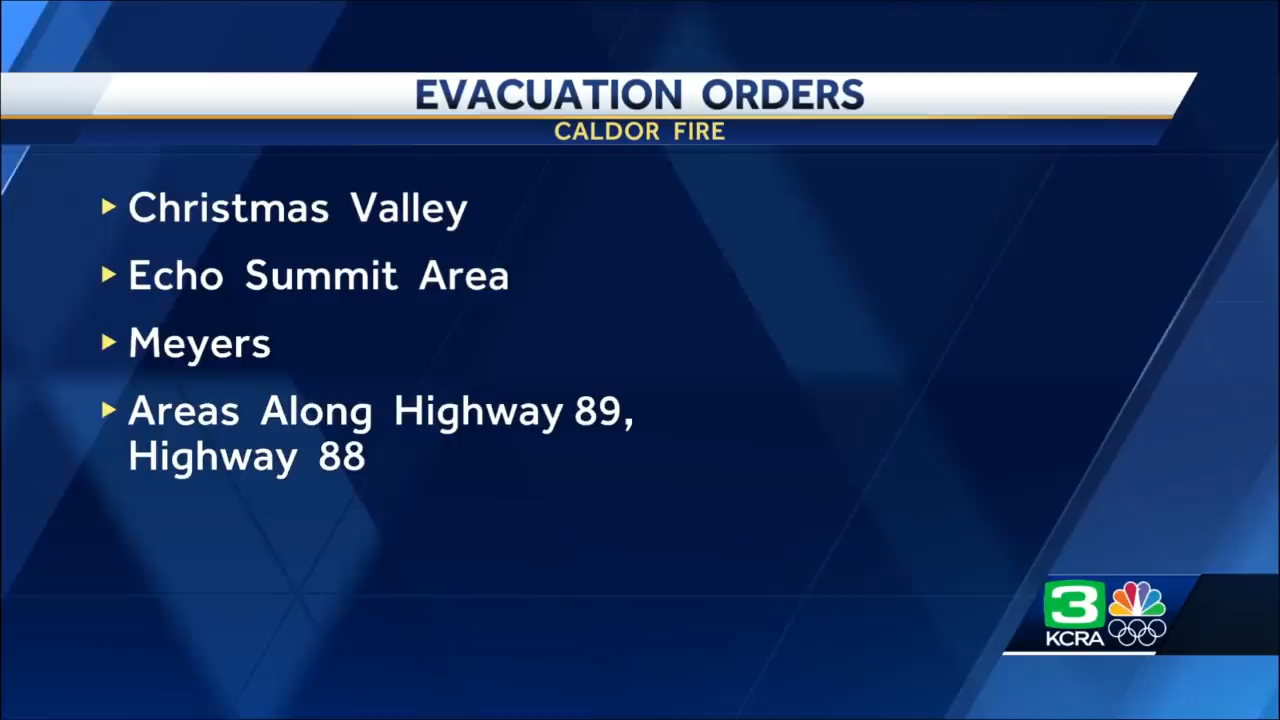 EVACUATION ORDERS
CALDOR FIRE
Christmas Valley
Echo Summit Area
Meyers
Areas Along Highway 89,
Highway 88
3
KCRA